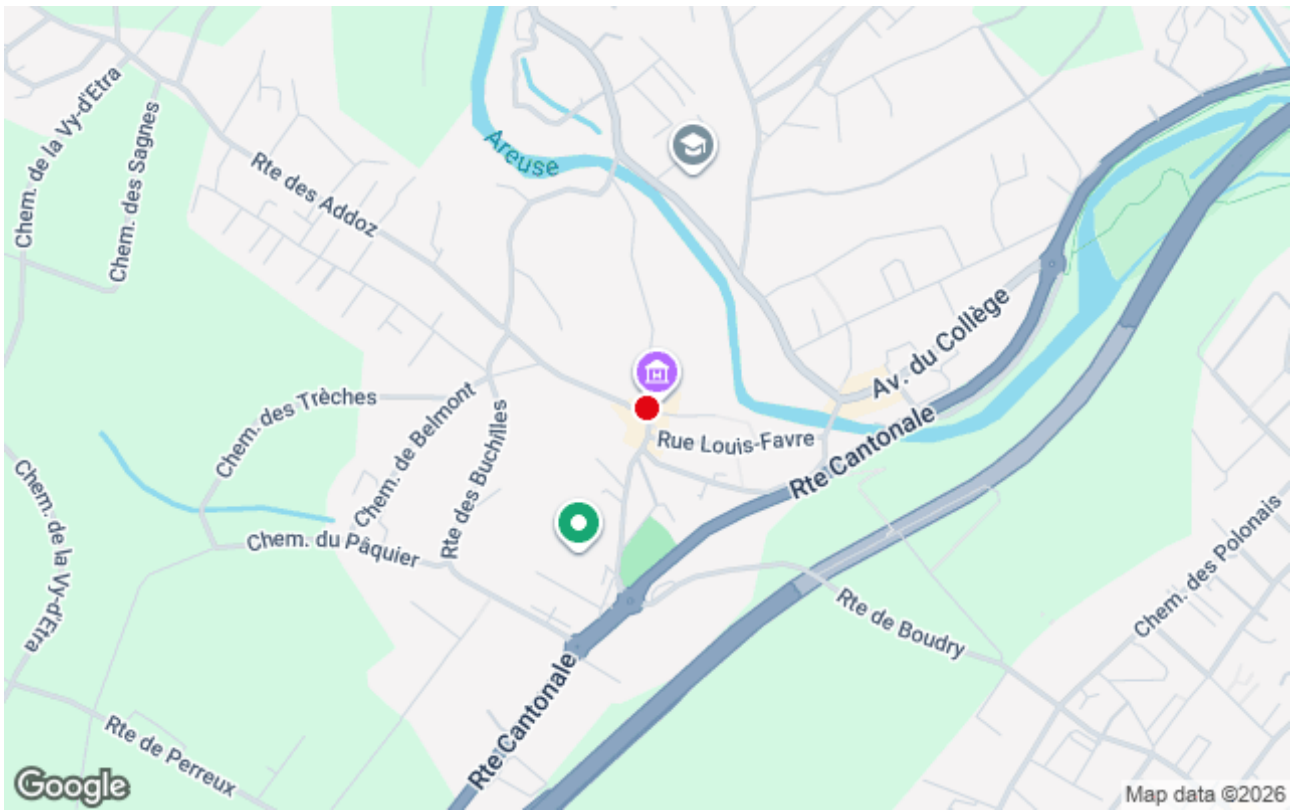 Chem. de la Vy-d'Etra
Chem. des Sagnes
Rte des Addoz
Areuse
Av. du Collège
Chem. des Trèches
Chem. de Belmont
Rte des Buchilles
Rue Louis-Favre
Rte Cantonale
Chem. de la Vy-d'Etra
Chem. du Pâquier
Chem. des Polonais
Rte de Boudry
Rte Cantonale
Rte de Perreux
Google
Map data ©2026